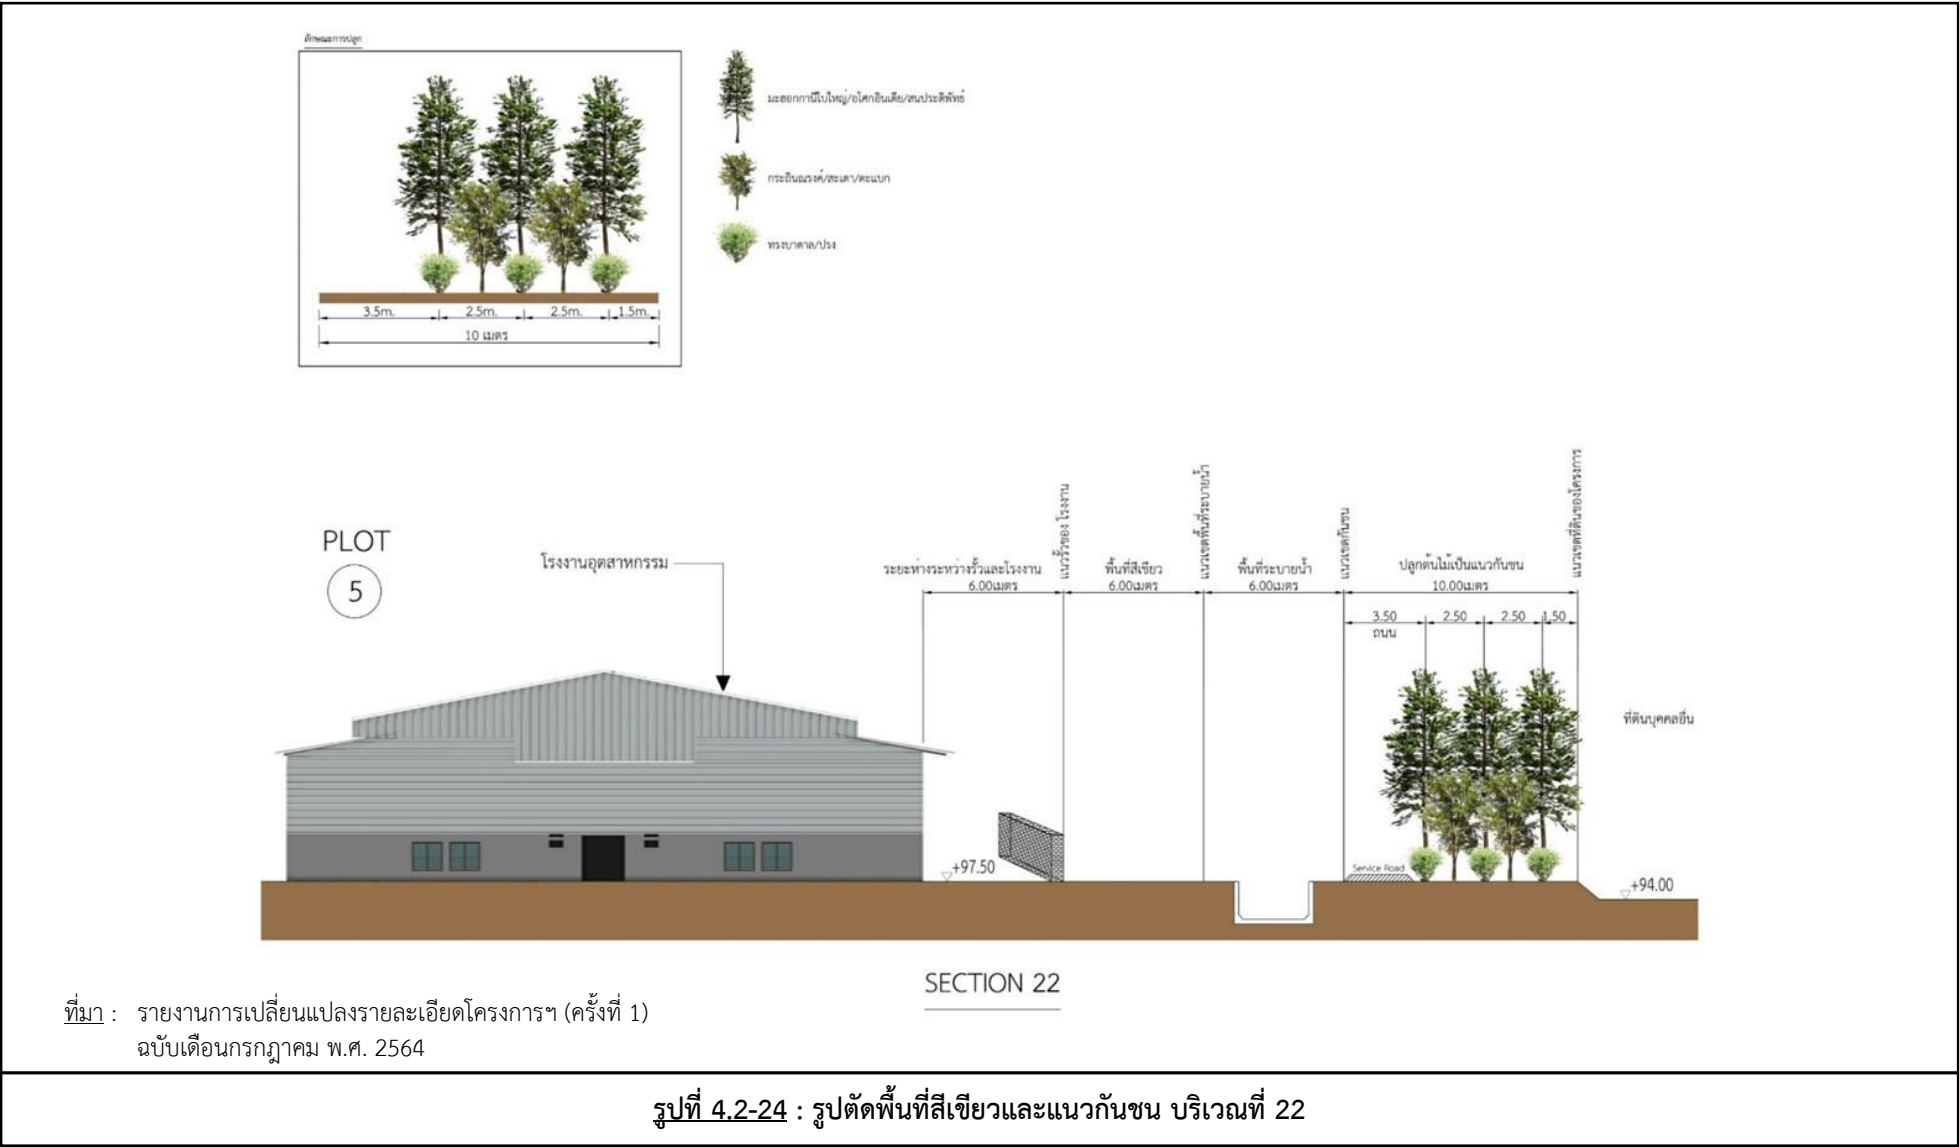 ลักษณะการปลูก
มะฮอกกานีใบใหญ่/อโศกอินเดีย/สนประดิพัทธ์
กระถินณรงค์/สะเดา/ตะแบก
ทรงบาดาล/ปรง
3.5m. 2.5m. 2.5m. 1.5m.
10 เมตร
PLOT
5
โรงงานอุตสาหกรรม
ระยะห่างระหว่างรั้วและโรงงาน
6.00เมตร
แนวรั้วของ โรงงาน
พื้นที่สีเขียว
6.00เมตร
แนวเขตพื้นที่ระบายน้ำ
พื้นที่ระบายน้ำ
6.00เมตร
แนวเขตกันชน
ปลูกต้นไม้เป็นแนวกันชน
10.00เมตร
แนวเขตที่ดินของโครงการ
3.50 2.50 2.50 1.50
ถนน
ที่ดินบุคคลอื่น
+97.50
Service Road
+94.00
SECTION 22
ที่มา : รายงานการเปลี่ยนแปลงรายละเอียดโครงการฯ (ครั้งที่ 1)
ฉบับเดือนกรกฎาคม พ.ศ. 2564
รูปที่ 4.2-24 : รูปตัดพื้นที่สีเขียวและแนวกันชน บริเวณที่ 22